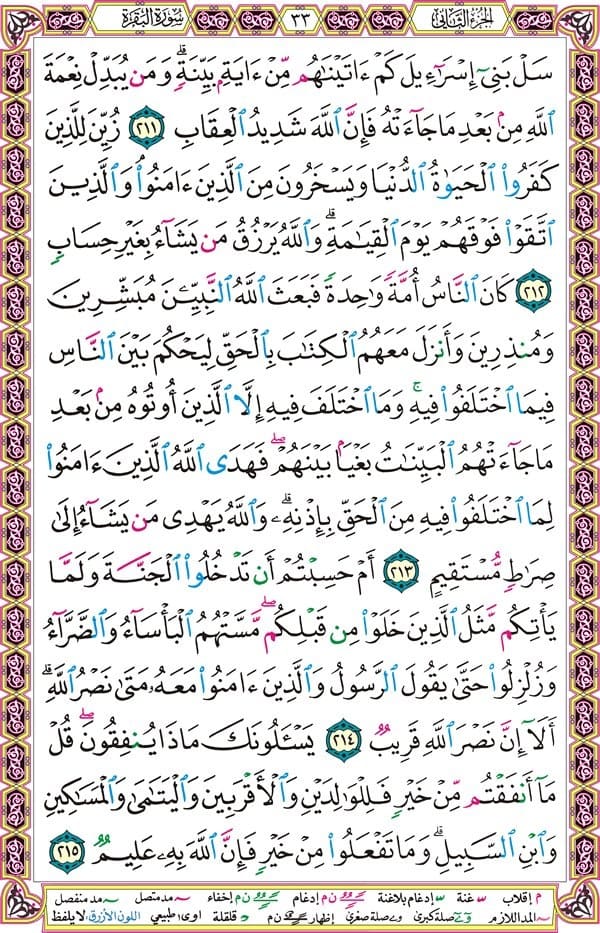 الجزء الثاني ٣٣ سورة البقرة
سَلْ بَنِىٓ إِسْرَٰٓءِيلَ كَمْ ءَاتَيْنَٰهُم مِّنْ ءَايَةٍۭ بَيِّنَةٍۗ وَمَن يُبَدِّلْ نِعْمَةَ
ٱللَّهِ مِنۢ بَعْدِ مَا جَآءَتْهُ فَإِنَّ ٱللَّهَ شَدِيدُ ٱلْعِقَابِ ٢١١ زُيِّنَ لِلَّذِينَ
كَفَرُوا۟ ٱلْحَيَوٰةُ ٱلدُّنْيَا وَيَسْخَرُونَ مِنَ ٱلَّذِينَ ءَامَنُوا۟ۘ وَٱلَّذِينَ
ٱتَّقَوْا۟ فَوْقَهُمْ يَوْمَ ٱلْقِيَٰمَةِۗ وَٱللَّهُ يَرْزُقُ مَن يَشَآءُ بِغَيْرِ حِسَابٍ
٢١٢ كَانَ ٱلنَّاسُ أُمَّةً وَٰحِدَةً فَبَعَثَ ٱللَّهُ ٱلنَّبِيِّۦنَ مُبَشِّرِينَ
وَمُنذِرِينَ وَأَنزَلَ مَعَهُمُ ٱلْكِتَٰبَ بِٱلْحَقِّ لِيَحْكُمَ بَيْنَ ٱلنَّاسِ
فِيمَا ٱخْتَلَفُوا۟ فِيهِۚ وَمَا ٱخْتَلَفَ فِيهِ إِلَّا ٱلَّذِينَ أُوتُوهُ مِنۢ بَعْدِ
مَا جَآءَتْهُمُ ٱلْبَيِّنَٰتُ بَغْيًۢا بَيْنَهُمْۖ فَهَدَى ٱللَّهُ ٱلَّذِينَ ءَامَنُوا۟
لِمَا ٱخْتَلَفُوا۟ فِيهِ مِنَ ٱلْحَقِّ بِإِذْنِهِۦۗ وَٱللَّهُ يَهْدِى مَن يَشَآءُ إِلَىٰ
صِرَٰطٍ مُّسْتَقِيمٍ ٢١٣ أَمْ حَسِبْتُمْ أَن تَدْخُلُوا۟ ٱلْجَنَّةَ وَلَمَّا
يَأْتِكُم مَّثَلُ ٱلَّذِينَ خَلَوْا۟ مِن قَبْلِكُمۖ مَّسَّتْهُمُ ٱلْبَأْسَآءُ وَٱلضَّرَّآءُ
وَزُلْزِلُوا۟ حَتَّىٰ يَقُولَ ٱلرَّسُولُ وَٱلَّذِينَ ءَامَنُوا۟ مَعَهُۥ مَتَىٰ نَصْرُ ٱللَّهِۗ
أَلَآ إِنَّ نَصْرَ ٱللَّهِ قَرِيبٌ ٢١٤ يَسْـَٔلُونَكَ مَاذَا يُنفِقُونَۖ قُلْ
مَآ أَنفَقْتُم مِّنْ خَيْرٍ فَلِلْوَٰلِدَيْنِ وَٱلْأَقْرَبِينَ وَٱلْيَتَٰمَىٰ وَٱلْمَسَٰكِينِ
وَٱبْنِ ٱلسَّبِيلِۗ وَمَا تَفْعَلُوا۟ مِنْ خَيْرٍ فَإِنَّ ٱللَّهَ بِهِۦ عَلِيمٌ ٢١٥
م إقلاب غنة إدغام بلاغنة ن م إدغام ن م إخفاء مد متصل مد منفصل
المد اللازم صلة كبرى صلة صغرى إظهار ن م قلقلة اوى طبيعي اللون الأزرق لا يلفظ